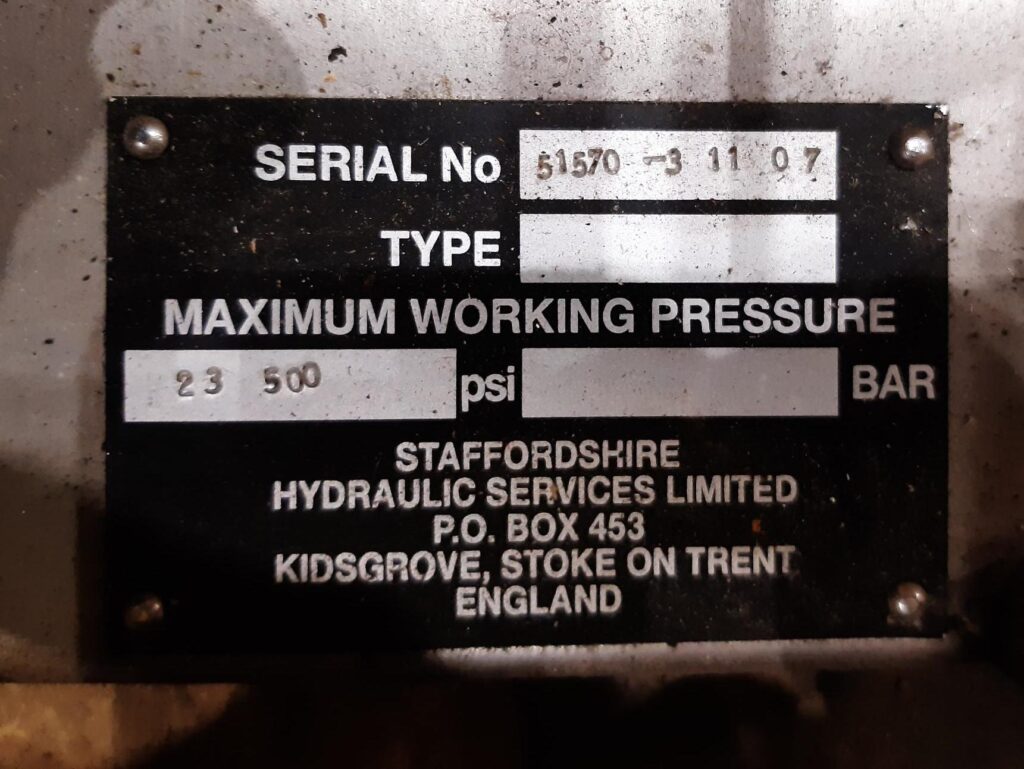 SERIAL No 51570 -3 11 07
TYPE
MAXIMUM WORKING PRESSURE
23 500 psi BAR
STAFFORDSHIRE
HYDRAULIC SERVICES LIMITED
P.O. BOX 453
KIDSGROVE, STOKE ON TRENT
ENGLAND